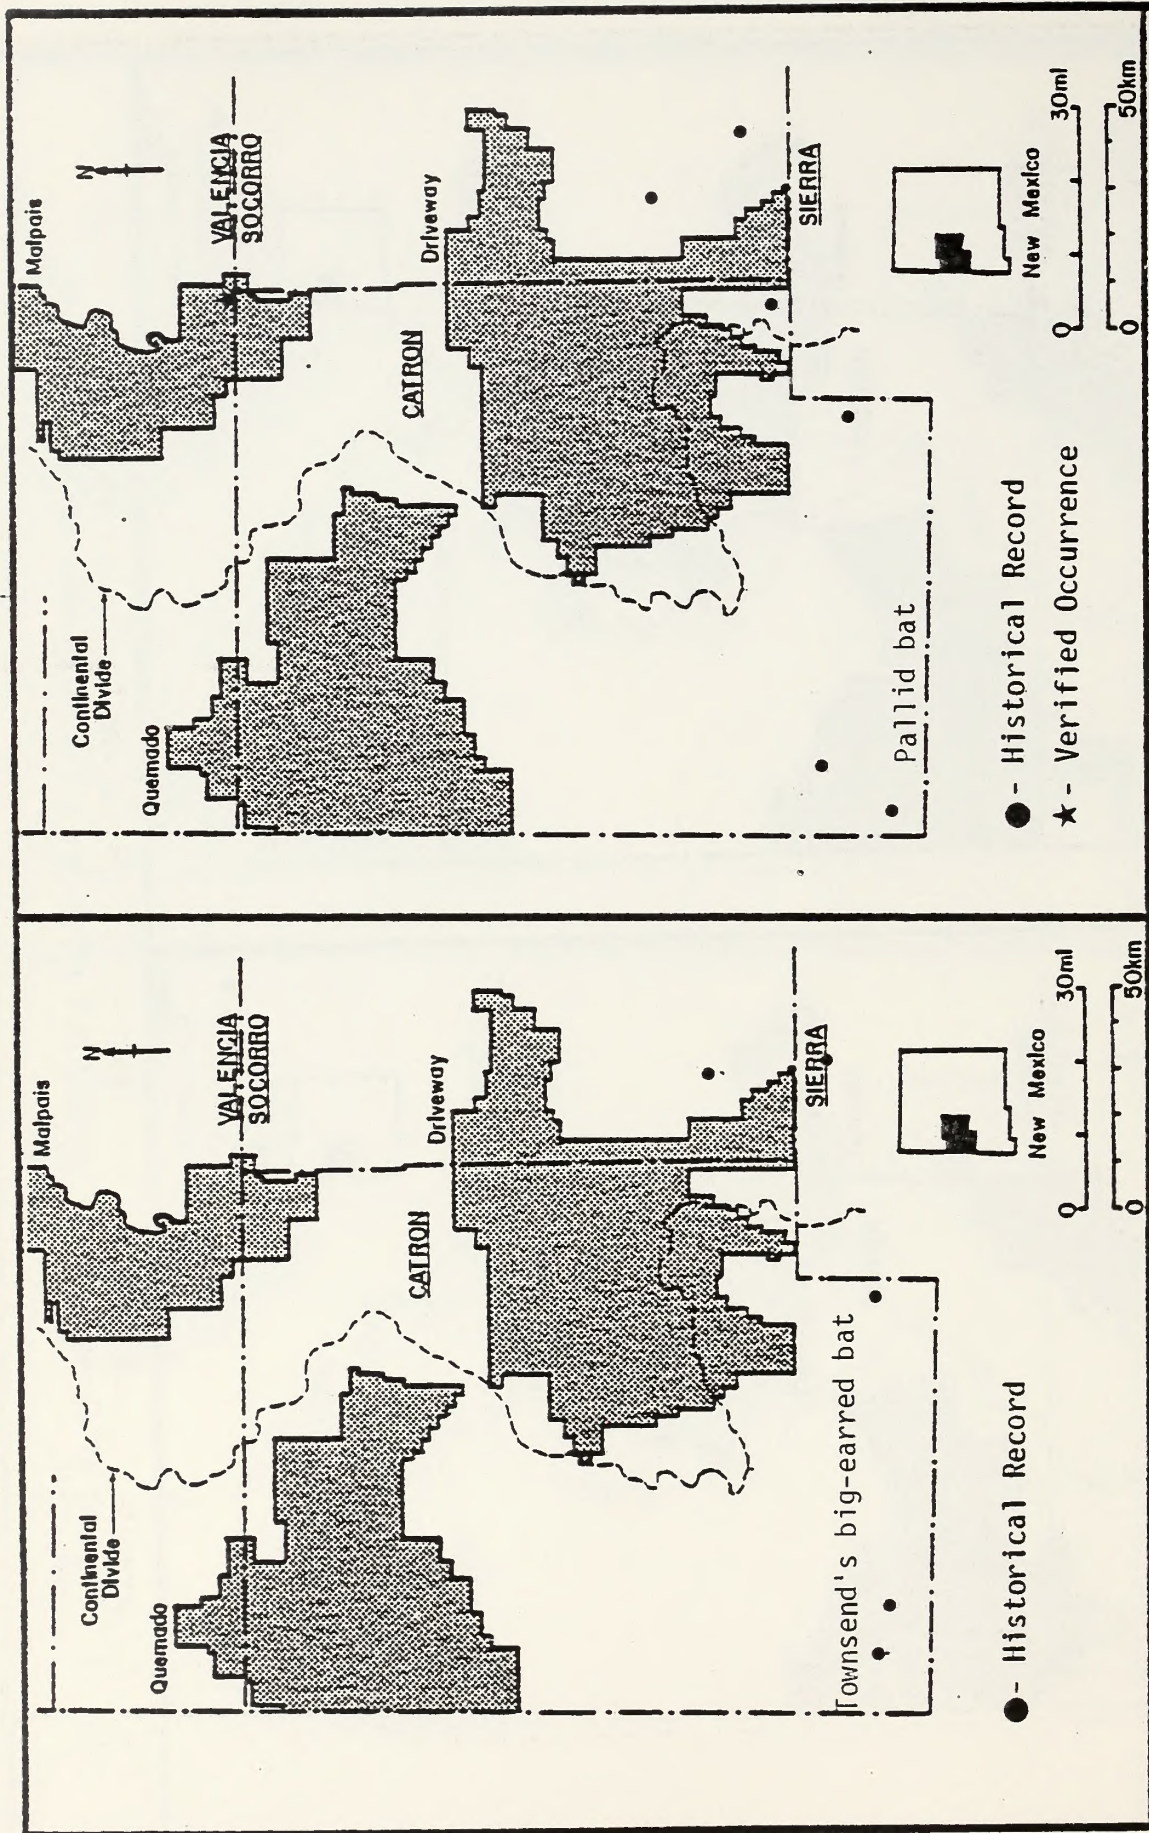 Malpais
N
Continental
Divide
Quemado
VALENCIA
SOCORRO
CATRON
Driveway
SIERRA
Townsend's big-earred bat
● - Historical Record
New Mexico
0 30mi
0 50km
Malpais
N
Continental
Divide
Quemado
VALENCIA
SOCORRO
CATRON
Driveway
SIERRA
Pallid bat
● - Historical Record
★ - Verified Occurrence
New Mexico
0 30mi
0 50km